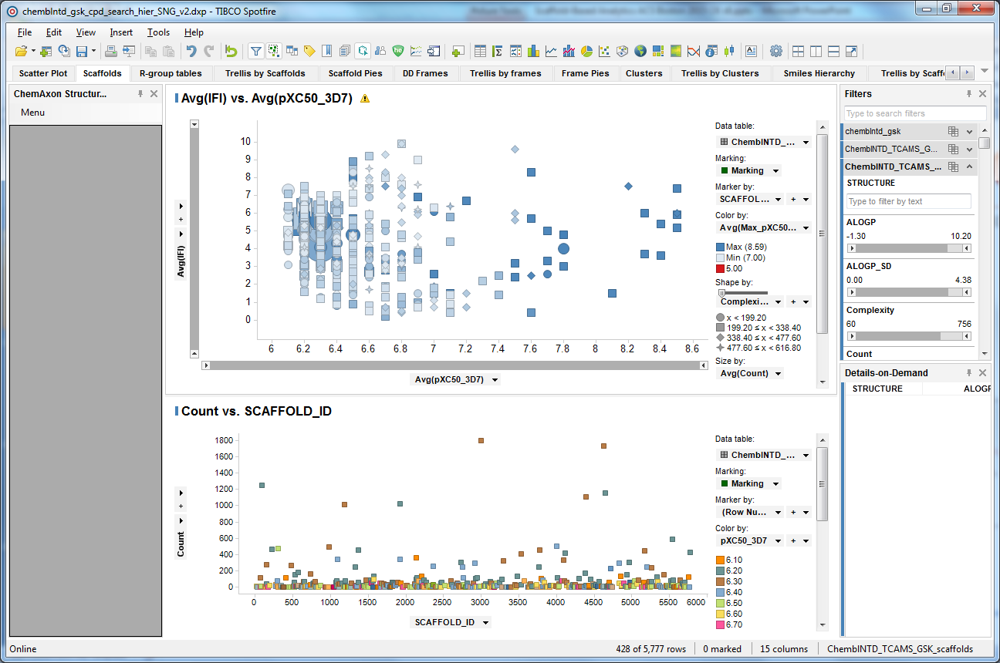 chemblntd_gsk_cpd_search_hier_SNG_v2.dxp - TIBCO Spotfire
File Edit View Insert Tools Help
Scatter Plot Scaffolds R-group tables Trellis by Scaffolds Scaffold Pies DD Frames Trellis by frames Frame Pies Clusters Trellis by Clusters Smiles Hierarchy Trellis by Scaff
ChemAxon Structur...
Menu
Avg(IFI) vs. Avg(pXC50_3D7)
Avg(IFI)
+
10
9
8
7
6
5
4
3
2
1
0
6 6.2 6.4 6.6 6.8 7 7.2 7.4 7.6 7.8 8 8.2 8.4 8.6
Avg(pXC50_3D7)
Data table:
ChemblNTD_...
Marking:
Marking
Marker by:
SCAFFOL... +
Color by:
Avg(Max_pXC50...
Max (8.59)
Min (7.00)
5.00
Shape by:
Complexi... +
x < 199.20
199.20 ≤ x < 338.40
338.40 ≤ x < 477.60
477.60 ≤ x < 616.80
Size by:
Avg(Count)
Count vs. SCAFFOLD_ID
Count
+
1800
1600
1400
1200
1000
800
600
400
200
0
0 500 1000 1500 2000 2500 3000 3500 4000 4500 5000 5500 6000
SCAFFOLD_ID
Data table:
ChemblNTD_...
Marking:
Marking
Marker by:
(Row Nu... +
Color by:
pXC50_3D7 +
6.10
6.20
6.30
6.40
6.50
6.60
6.70
Filters
Type to search filters
chemblntd_gsk
ChemblNTD_TCAMS_G...
ChemblNTD_TCAMS_...
STRUCTURE
Type to filter by text
ALOGP
-1.30 10.20
ALOGP_SD
0.00 4.38
Complexity
60 756
Count
Details-on-Demand
STRUCTURE ALOGP
Online 428 of 5,777 rows 0 marked 15 columns ChemblNTD_TCAMS_GSK_scaffolds